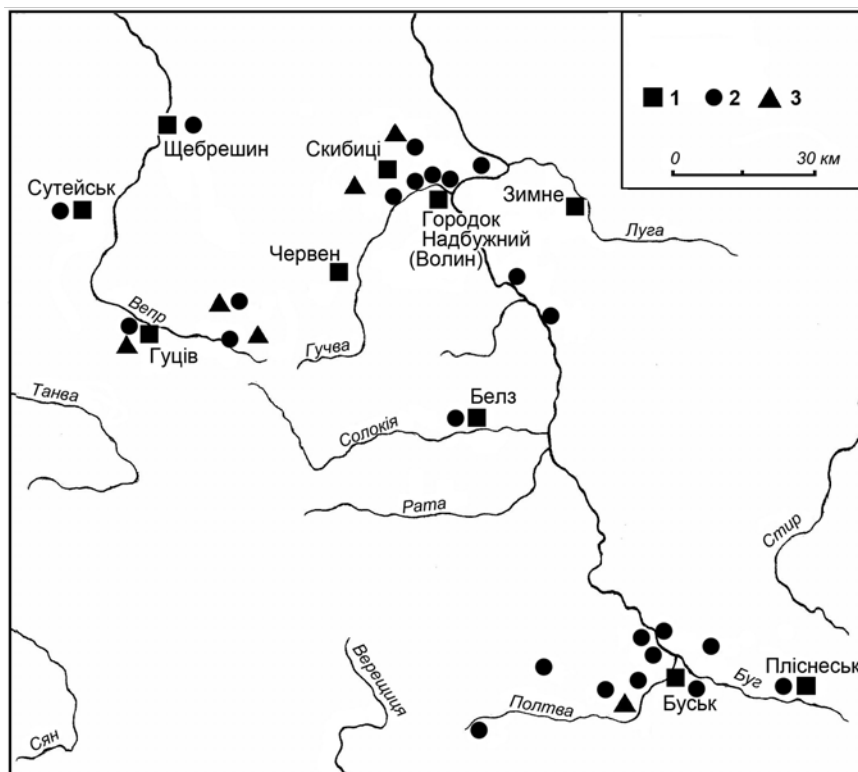 1 2 3
0 30 км
Щебрешин
Скибиці
Сутейськ
Зимне
Городок
Надбужний
(Волин)
Луга
Червен
Вепр
Гуців
Гучва
Танва
Белз
Солокія
Рата
Стир
Верещиця
Пліснеськ
Буг
Буськ
Полтва
Сян